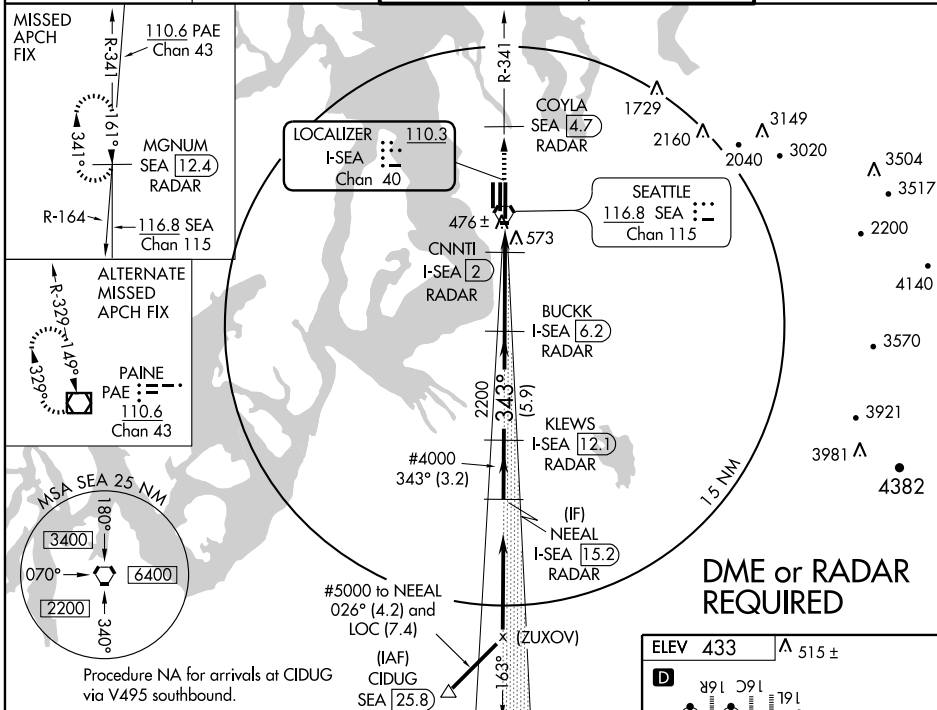 MISSED
APCH
FIX
110.6 PAE
Chan 43
R-341
161°
341°
MGNUM
SEA 12.4
RADAR
R-164
116.8 SEA
Chan 115
ALTERNATE
MISSED
APCH FIX
R-329
149°
329°
PAINE
PAE
110.6
Chan 43
MSA SEA 25 NM
180°
3400
070°
6400
2200
340°
Procedure NA for arrivals at CIDUG
via V495 southbound.
R-341
COYLA
SEA 4.7
RADAR
LOCALIZER 110.3
I-SEA
Chan 40
SEATTLE
116.8 SEA
Chan 115
476 ±
573
CNNTI
I-SEA 2
RADAR
BUCKK
I-SEA 6.2
RADAR
2200
343°
(5.9)
KLEWS
I-SEA 12.1
RADAR
#4000
343° (3.2)
(IF)
NEEAL
I-SEA 15.2
RADAR
15 NM
#5000 to NEEAL
026° (4.2) and
LOC (7.4)
(ZUXOV)
(IAF)
CIDUG
SEA 25.8
163°
1729
2160
3149
2040
3020
3504
3517
2200
4140
3570
3921
3981
4382
DME or RADAR
REQUIRED
ELEV 433
515 ±
D
16R
16C
16L